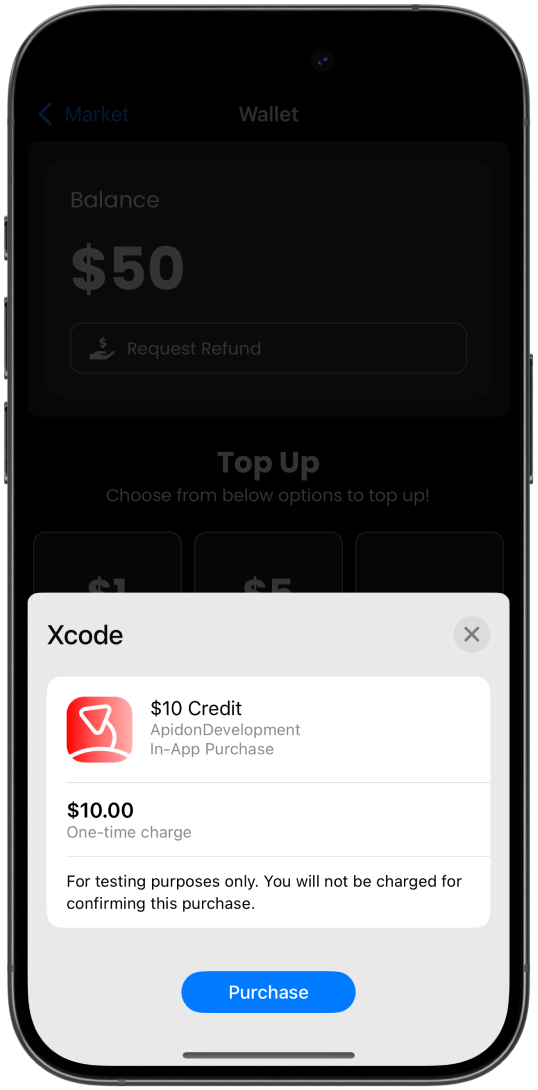 Market
Wallet
Balance
$50
$ Request Refund
Top Up
Choose from below options to top up!
$1 $5
Xcode
$10 Credit
ApidonDevelopment
In-App Purchase
$10.00
One-time charge
For testing purposes only. You will not be charged for
confirming this purchase.
Purchase